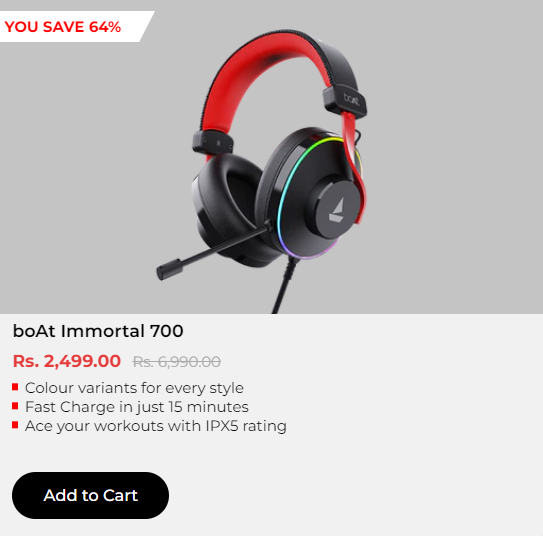 YOU SAVE 64%
boAt
boAt Immortal 700
Rs. 2,499.00 Rs. 6,990.00
Colour variants for every style
Fast Charge in just 15 minutes
Ace your workouts with IPX5 rating
Add to Cart